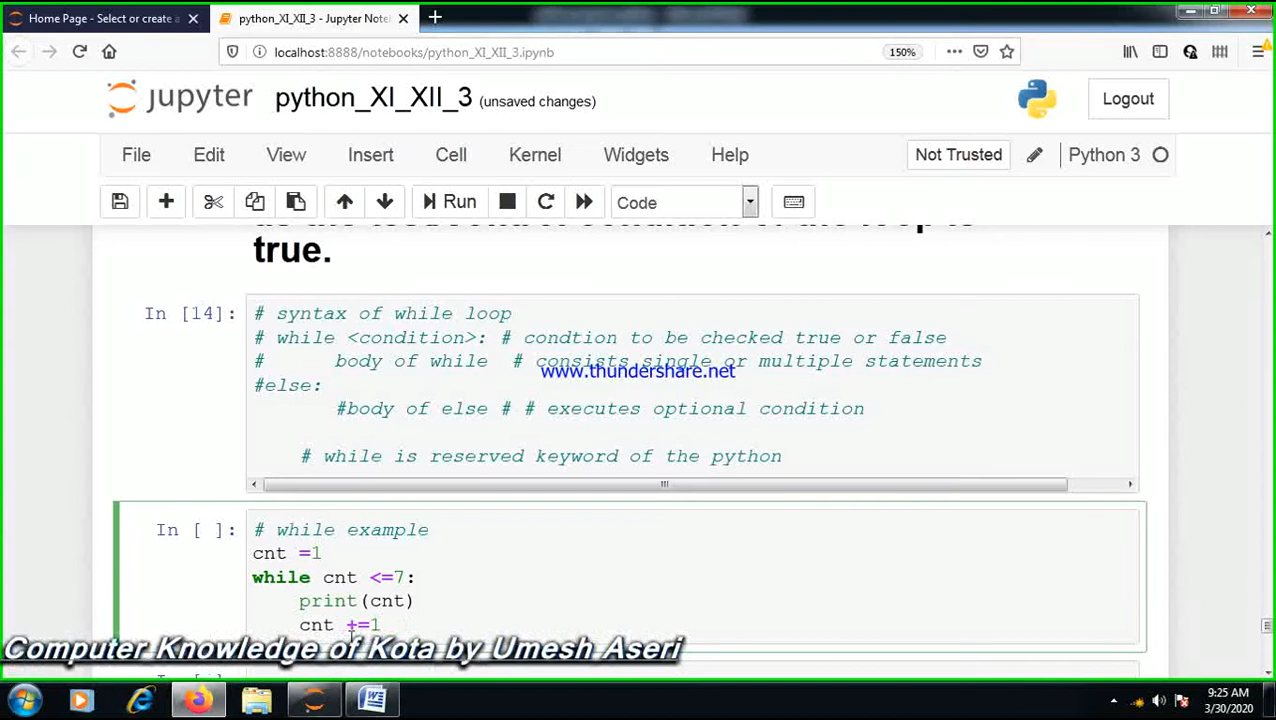 Home Page - Select or create a
python_XI_XII_3 - Jupyter Note
localhost:8888/notebooks/python_XI_XII_3.ipynb
150%
jupyter python_XI_XII_3 (unsaved changes)
Logout
File Edit View Insert Cell Kernel Widgets Help
Not Trusted
Python 3
Run
Code
true.
In [14]:
# syntax of while loop
# while <condition>: # condtion to be checked true or false
# body of while # consists single or multiple statements
www.thundershare.net
#else:
#body of else # # executes optional condition
# while is reserved keyword of the python
In [ ]:
# while example
cnt =1
while cnt <=7:
print(cnt)
cnt +=1
Computer Knowledge of Kota by Umesh Aseri
9:25 AM
3/30/2020